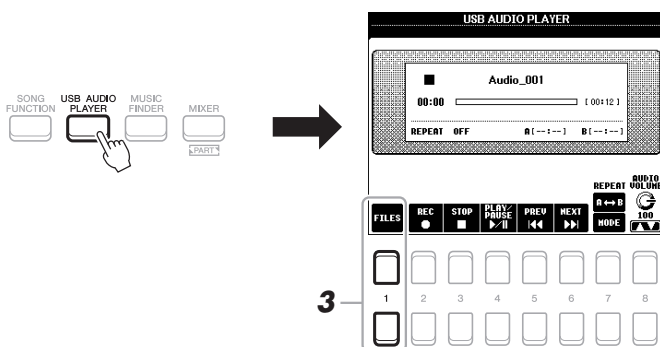 SONG FUNCTION
USB AUDIO PLAYER
MUSIC FINDER
MIXER
PART
USB AUDIO PLAYER
Audio_001
00:00
[ 00:12 ]
REPEAT OFF
A[--:--]
B[--:--]
FILES
REC
STOP
PLAY/PAUSE
PREV
NEXT
REPEAT
A↔B
MODE
AUDIO VOLUME
100
3
1 2 3 4 5 6 7 8